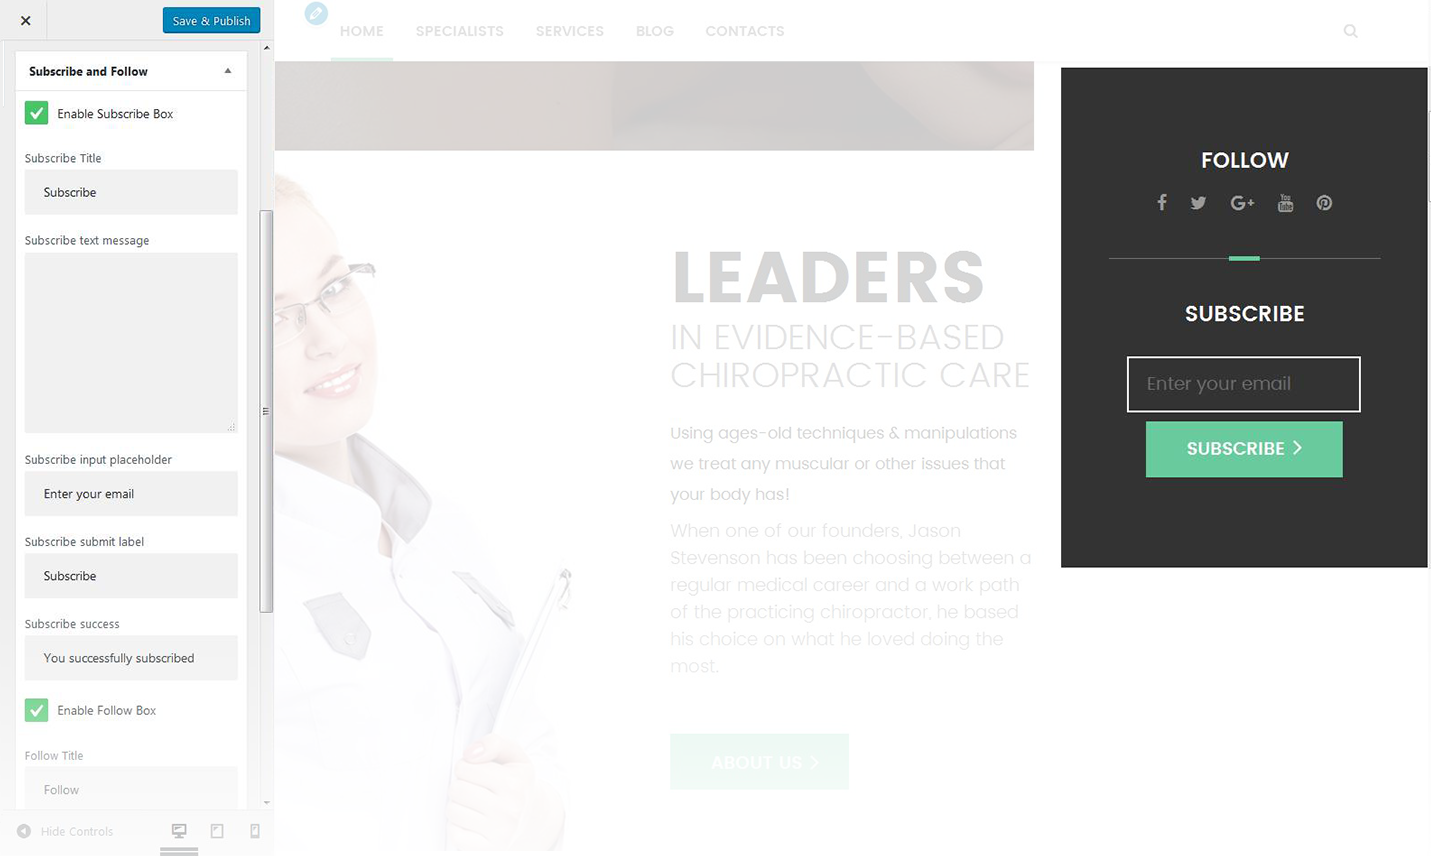 Save & Publish
Subscribe and Follow
Enable Subscribe Box
Subscribe Title
Subscribe
Subscribe text message
Subscribe input placeholder
Enter your email
Subscribe submit label
Subscribe
Subscribe success
You successfully subscribed
Enable Follow Box
Follow Title
Follow
Hide Controls
HOME SPECIALISTS SERVICES BLOG CONTACTS
LEADERS
IN EVIDENCE-BASED
CHIROPRACTIC CARE
Using ages-old techniques & manipulations
we treat any muscular or other issues that
your body has!
When one of our founders, Jason
Stevenson has been choosing between a
regular medical career and a work path
of the practicing chiropractor, he based
his choice on what he loved doing the
most.
ABOUT US
FOLLOW
You Tube
SUBSCRIBE
Enter your email
SUBSCRIBE